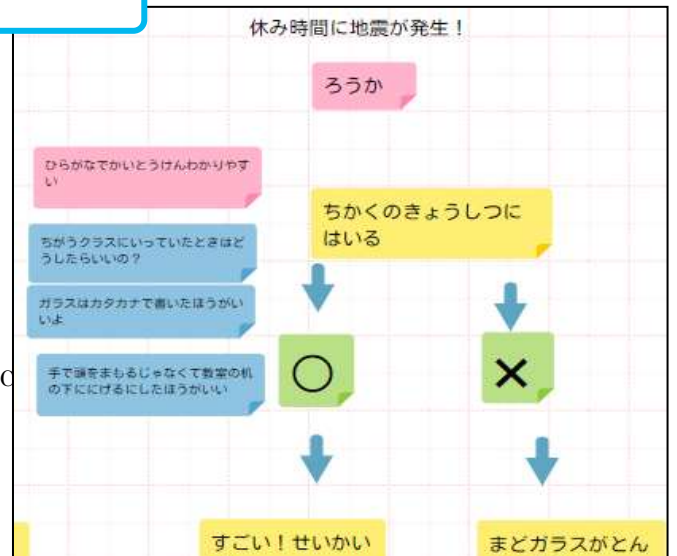 休み時間に地震が発生！
ろうか
ひらがなでかいとうけんわかりやす
い
ちかくのきょうしつに
はいる
ちがうクラスにいっていたときはど
うしたらいいの？
ガラスはカタカナで書いたほうがい
いよ
手で頭をまもるじゃなくて教室の机
の下ににげるにしたほうがいい
○
×
すごい！せいかい
まどガラスがとん